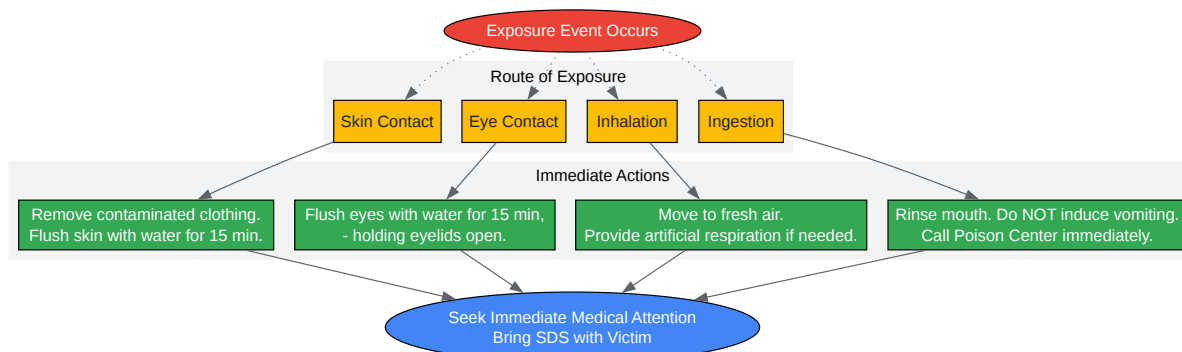 Exposure Event Occurs
Route of Exposure
Skin Contact
Eye Contact
Inhalation
Ingestion
Immediate Actions
Remove contaminated clothing.
Flush skin with water for 15 min.
Flush eyes with water for 15 min,
- holding eyelids open.
Move to fresh air.
Provide artificial respiration if needed.
Rinse mouth. Do NOT induce vomiting.
Call Poison Center immediately.
Seek Immediate Medical Attention
Bring SDS with Victim